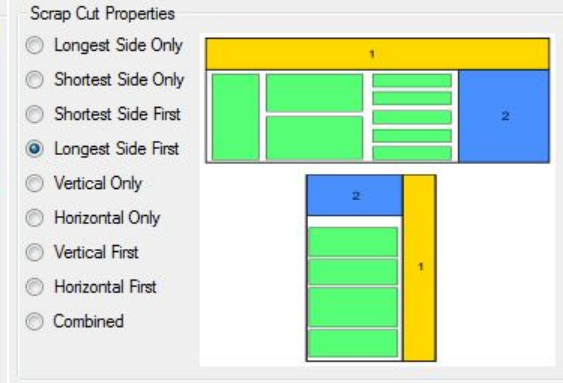 Scrap Cut Properties
Longest Side Only
Shortest Side Only
Shortest Side First
Longest Side First
Vertical Only
Horizontal Only
Vertical First
Horizontal First
Combined
1
2
2
1